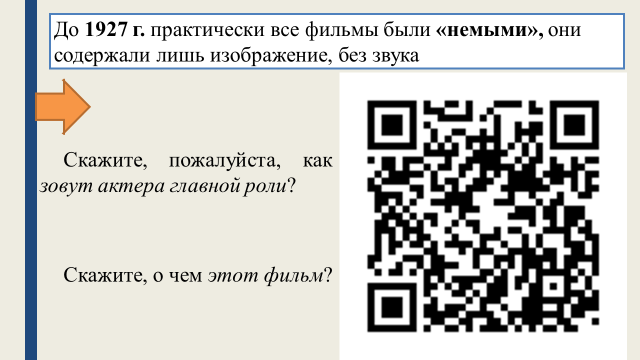 До 1927 г. практически все фильмы были «немыми», они
содержали лишь изображение, без звука
Скажите, пожалуйста, как
зовут актера главной роли?
Скажите, о чем этот фильм?